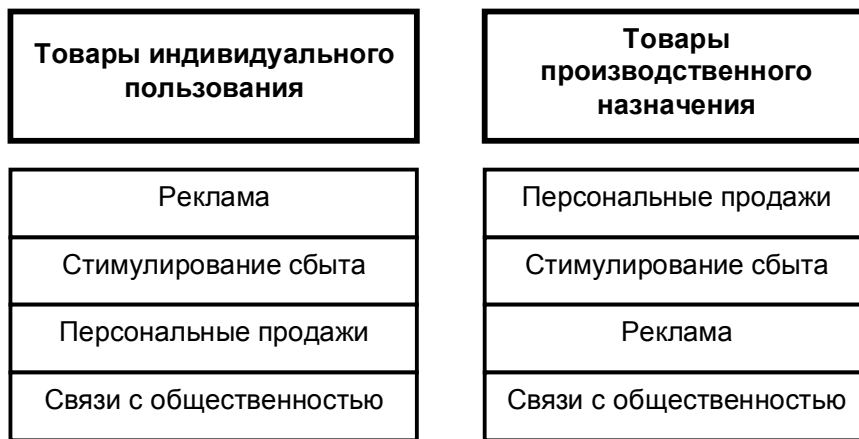 Товары индивидуального
пользования
Товары
производственного
назначения
Реклама
Стимулирование сбыта
Персональные продажи
Связи с общественностью
Персональные продажи
Стимулирование сбыта
Реклама
Связи с общественностью